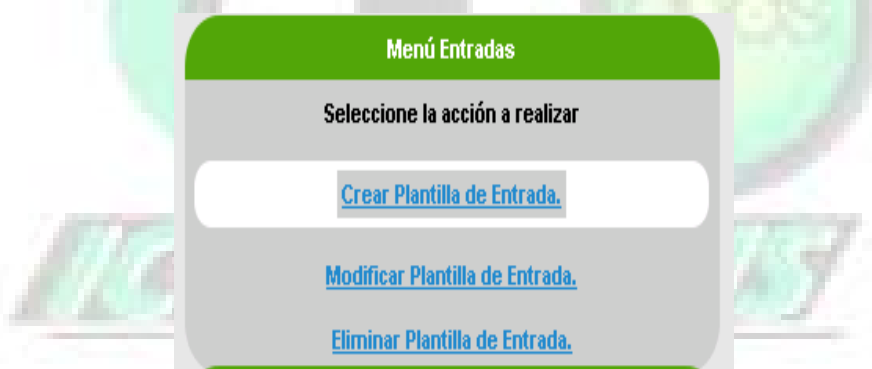 Menú Entradas
Seleccione la acción a realizar
Crear Plantilla de Entrada.
Modificar Plantilla de Entrada.
Eliminar Plantilla de Entrada.